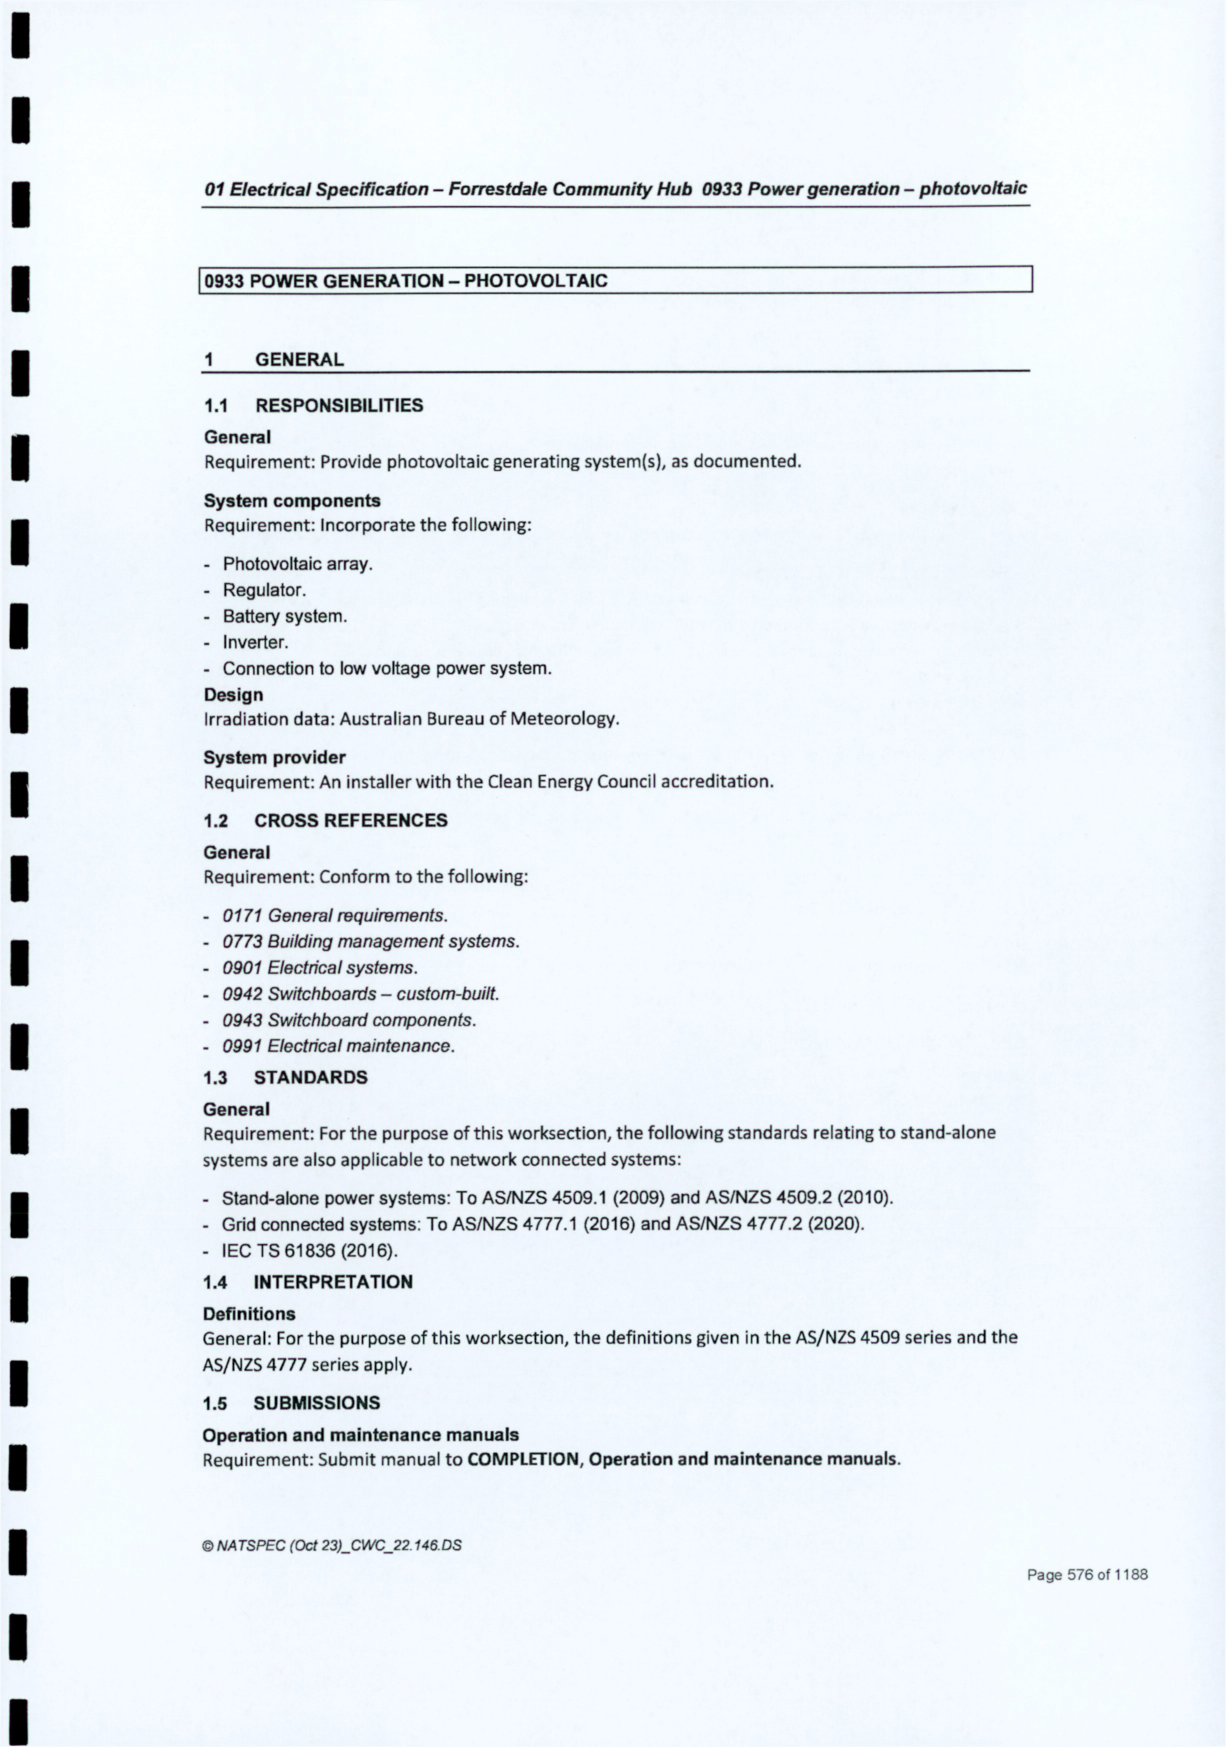 01 Electrical Specification – Forrestdale Community Hub 0933 Power generation – photovoltaic
0933 POWER GENERATION – PHOTOVOLTAIC
1 GENERAL
1.1 RESPONSIBILITIES
General
Requirement: Provide photovoltaic generating system(s), as documented.
System components
Requirement: Incorporate the following:
- Photovoltaic array.
- Regulator.
- Battery system.
- Inverter.
- Connection to low voltage power system.
Design
Irradiation data: Australian Bureau of Meteorology.
System provider
Requirement: An installer with the Clean Energy Council accreditation.
1.2 CROSS REFERENCES
General
Requirement: Conform to the following:
- 0171 General requirements.
- 0773 Building management systems.
- 0901 Electrical systems.
- 0942 Switchboards – custom-built.
- 0943 Switchboard components.
- 0991 Electrical maintenance.
1.3 STANDARDS
General
Requirement: For the purpose of this worksection, the following standards relating to stand-alone
systems are also applicable to network connected systems:
- Stand-alone power systems: To AS/NZS 4509.1 (2009) and AS/NZS 4509.2 (2010).
- Grid connected systems: To AS/NZS 4777.1 (2016) and AS/NZS 4777.2 (2020).
- IEC TS 61836 (2016).
1.4 INTERPRETATION
Definitions
General: For the purpose of this worksection, the definitions given in the AS/NZS 4509 series and the
AS/NZS 4777 series apply.
1.5 SUBMISSIONS
Operation and maintenance manuals
Requirement: Submit manual to COMPLETION, Operation and maintenance manuals.
© NATSPEC (Oct 23)_CWC_22.146.DS
Page 576 of 1188